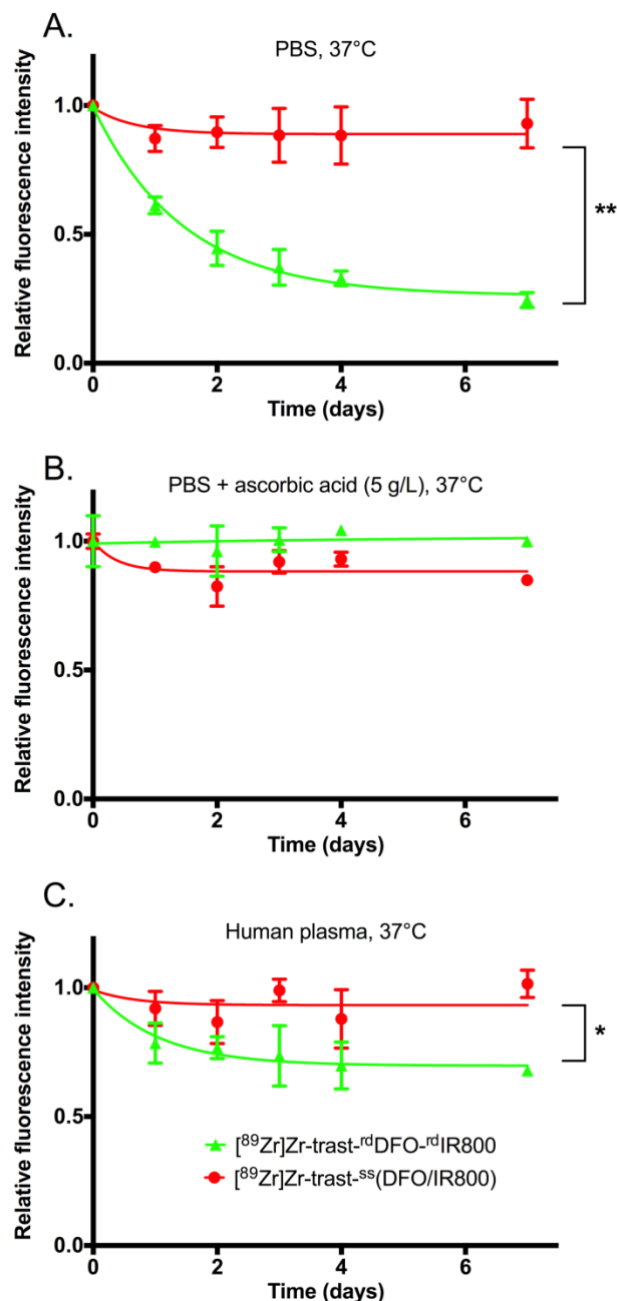 A.
PBS, 37°C
Relative fluorescence intensity
1.0
0.5
0.0
**
0 2 4 6
Time (days)
B.
PBS + ascorbic acid (5 g/L), 37°C
Relative fluorescence intensity
1.0
0.5
0.0
0 2 4 6
Time (days)
C.
Human plasma, 37°C
Relative fluorescence intensity
1.0
0.5
0.0
*
[⁸⁹Zr]Zr-trast-ʳᵈDFO-ʳᵈIR800
[⁸⁹Zr]Zr-trast-ˢˢ(DFO/IR800)
0 2 4 6
Time (days)